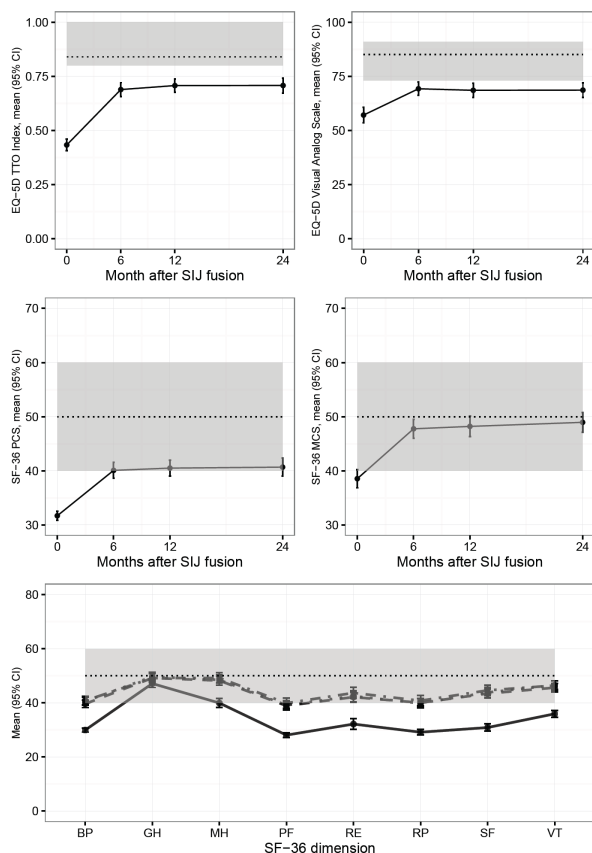 EQ−5D TTO Index, mean (95% CI)
1.00
0.75
0.50
0.25
0.00
0 6 12 24
Month after SIJ fusion
EQ−5D Visual Analog Scale, mean (95% CI)
100
75
50
25
0
0 6 12 24
Month after SIJ fusion
SF−36 PCS, mean (95% CI)
70
60
50
40
30
0 6 12 24
Months after SIJ fusion
SF−36 MCS, mean (95% CI)
70
60
50
40
30
0 6 12 24
Months after SIJ fusion
Mean (95% CI)
80
60
40
20
0
BP GH MH PF RE RP SF VT
SF−36 dimension